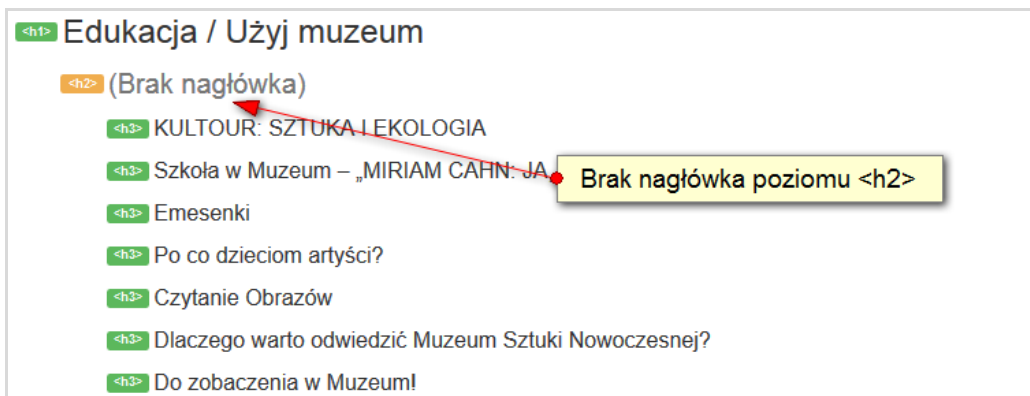 <h1> Edukacja / Użyj muzeum
<h2> (Brak nagłówka)
<h3> KULTOUR: SZTUKA I EKOLOGIA
<h3> Szkoła w Muzeum – „MIRIAM CAHN: JA
Brak nagłówka poziomu <h2>
<h3> Emesenki
<h3> Po co dzieciom artyści?
<h3> Czytanie Obrazów
<h3> Dlaczego warto odwiedzić Muzeum Sztuki Nowoczesnej?
<h3> Do zobaczenia w Muzeum!